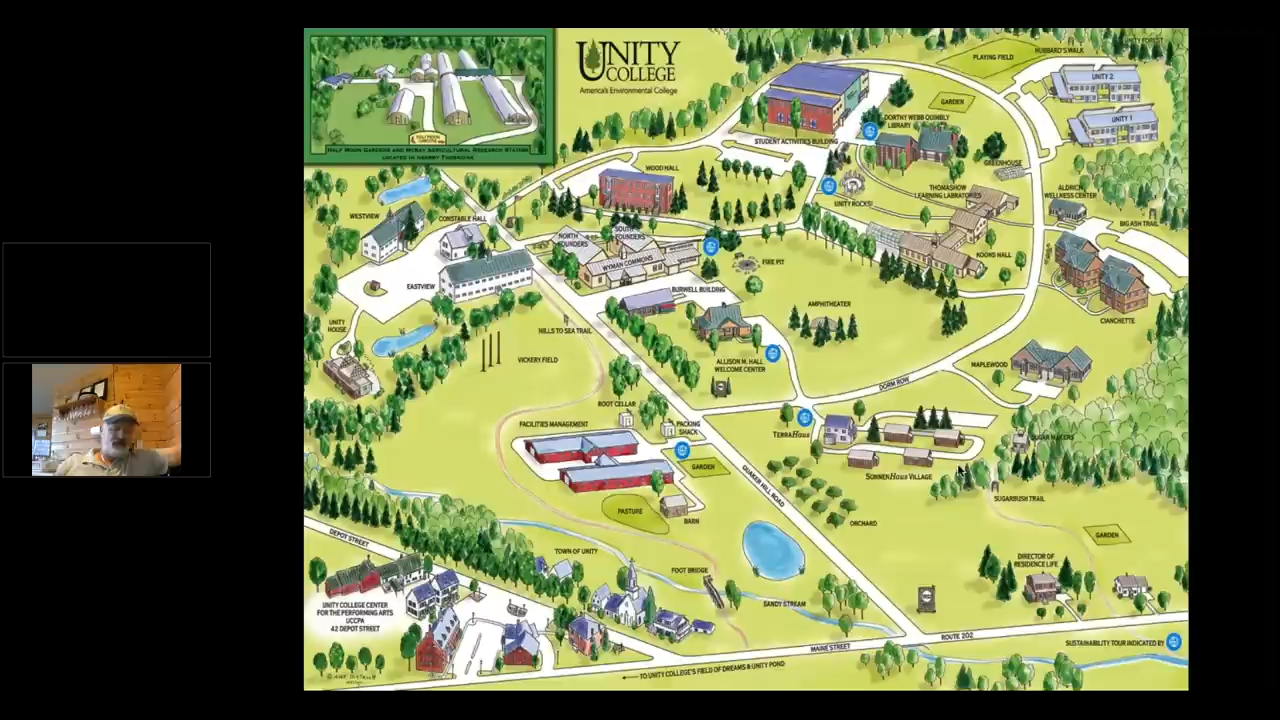 UNITY
COLLEGE
America's Environmental College
HALF MOON GARDENS AND MCKAY AGRICULTURAL RESEARCH STATION
LOCATED IN NEARBY THORNDIKE
PLAYING FIELD
HUBBARD'S WALK
UNITY FOREST
UNITY 2
UNITY 1
GARDEN
DORTHY WEBB QUIMBY
LIBRARY
STUDENT ACTIVITIES BUILDING
GREENHOUSE
WOOD HALL
UNITY ROCKS!
THOMASHOW
LEARNING LABRATORIES
ALDRICH
WELLNESS CENTER
BIG ASH TRAIL
WESTVIEW
CONSTABLE HALL
NORTH
FOUNDERS
SOUTH
FOUNDERS
WYMAN COMMONS
FIRE PIT
KOONS HALL
EASTVIEW
BURWELL BUILDING
AMPHITHEATER
CIANCHETTE
UNITY
HOUSE
HILLS TO SEA TRAIL
VICKERY FIELD
ALLISON M. HALL
WELCOME CENTER
MAPLEWOOD
DORM ROW
ROOT CELLAR
FACILITIES MANAGEMENT
PACKING
SHACK
TERRAHaus
SUGAR MAKERS
GARDEN
QUAKER HILL ROAD
SONNENHaus VILLAGE
SUGARBUSH TRAIL
PASTURE
BARN
ORCHARD
GARDEN
DEPOT STREET
TOWN OF UNITY
FOOT BRIDGE
SANDY STREAM
DIRECTOR OF
RESIDENCE LIFE
UNITY COLLEGE CENTER
FOR THE PERFORMING ARTS
UCCPA
42 DEPOT STREET
MAINE STREET
ROUTE 202
SUSTAINABILITY TOUR INDICATED BY
TO UNITY COLLEGE'S FIELD OF DREAMS & UNITY POND